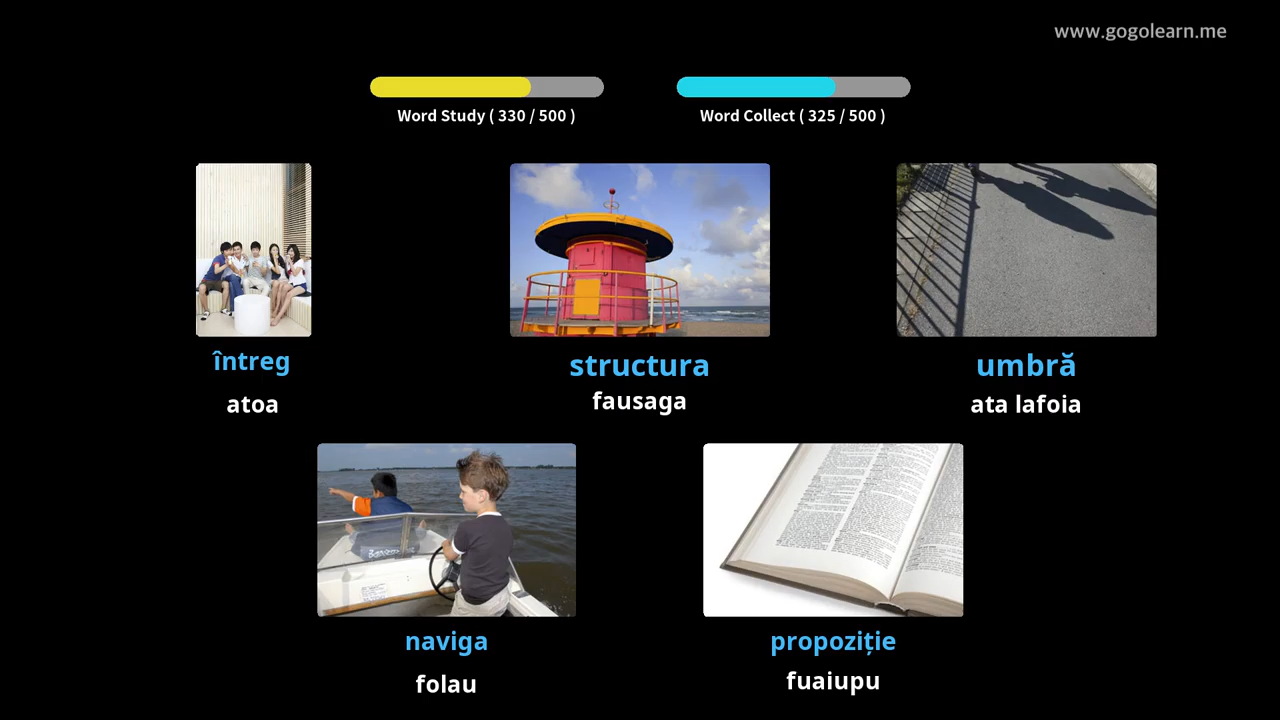 www.gogolearn.me
Word Study ( 330 / 500 )
Word Collect ( 325 / 500 )
întreg
structura
umbră
atoa
fausaga
ata lafoia
naviga
propoziție
folau
fuaiupu